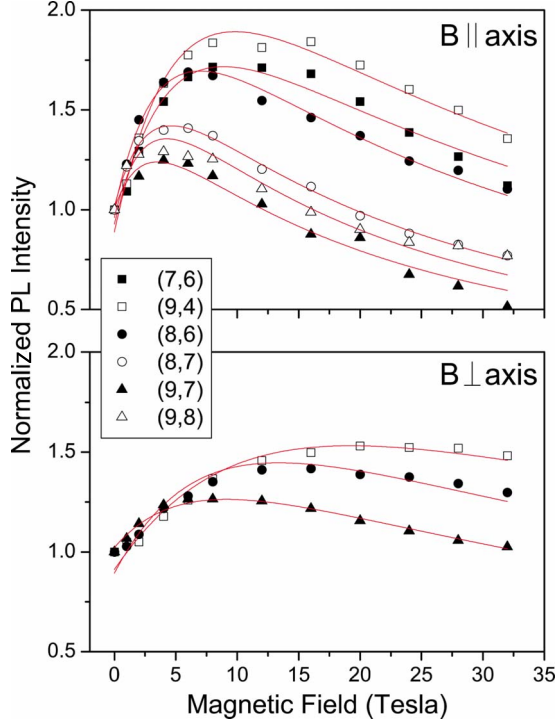 B || axis
2.0
1.5
1.0
0.5
Normalized PL Intensity
(7,6)
(9,4)
(8,6)
(8,7)
(9,7)
(9,8)
B⊥axis
2.0
1.5
1.0
0.5
0 5 10 15 20 25 30 35
Magnetic Field (Tesla)